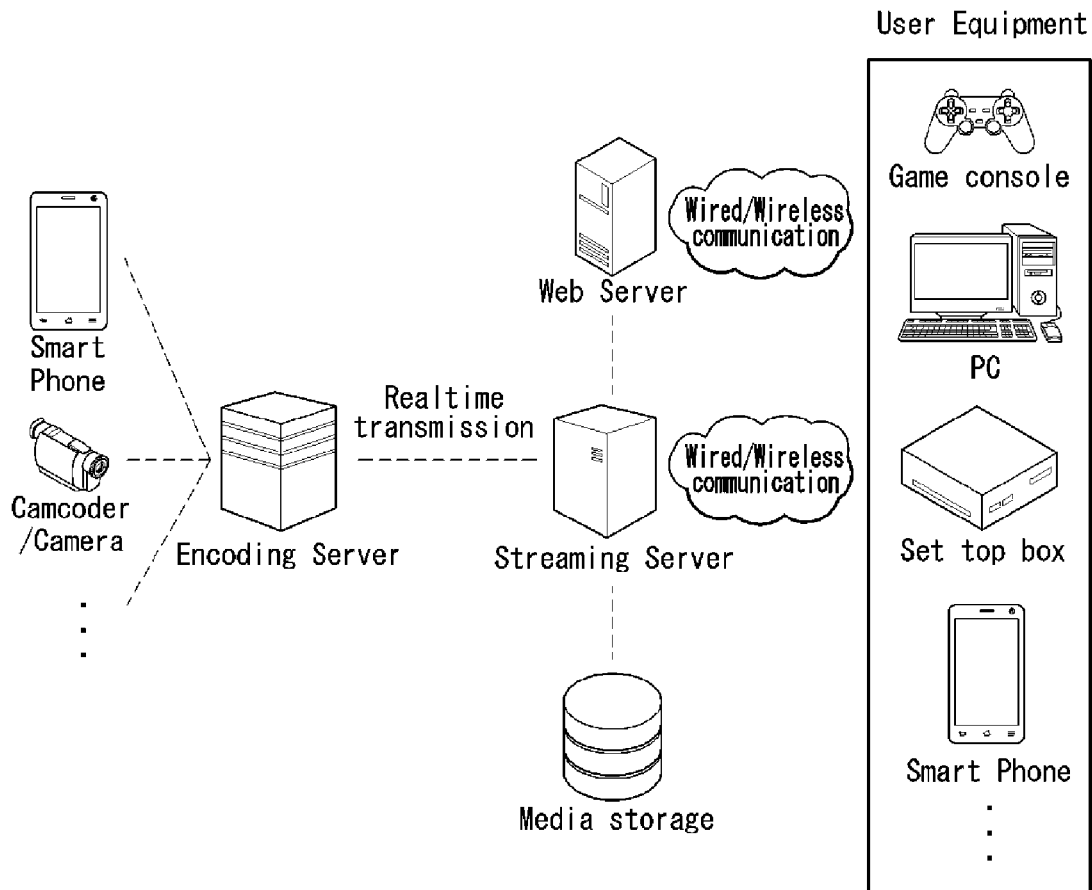 User Equipment
Game console
Wired/Wireless
communication
Web Server
PC
Smart
Phone
Realtime
transmission
Wired/Wireless
communication
Camcoder
/Camera
Encoding Server
Streaming Server
Set top box
Smart Phone
Media storage